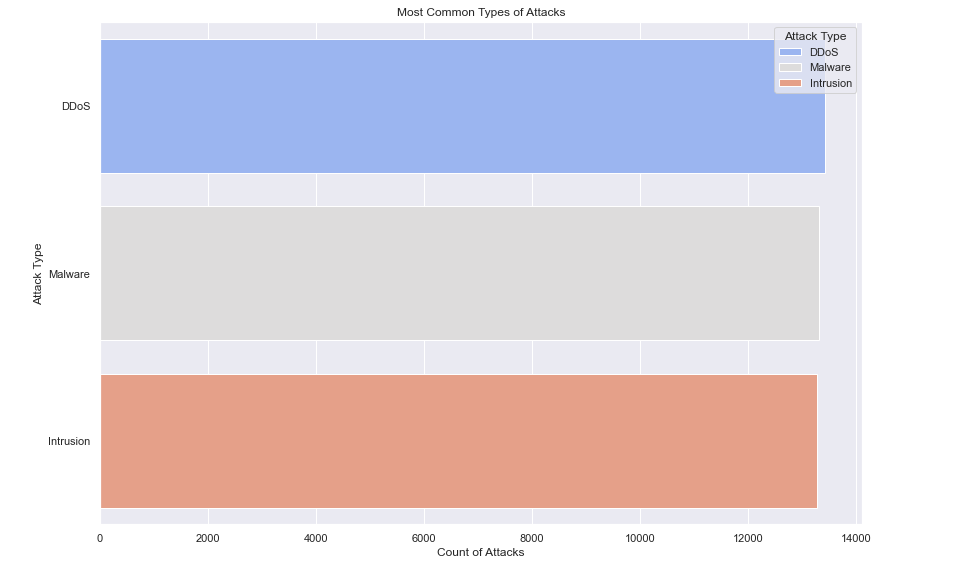 Most Common Types of Attacks
Attack Type
DDoS
Malware
Intrusion
DDoS
Malware
Intrusion
Attack Type
0 2000 4000 6000 8000 10000 12000 14000
Count of Attacks